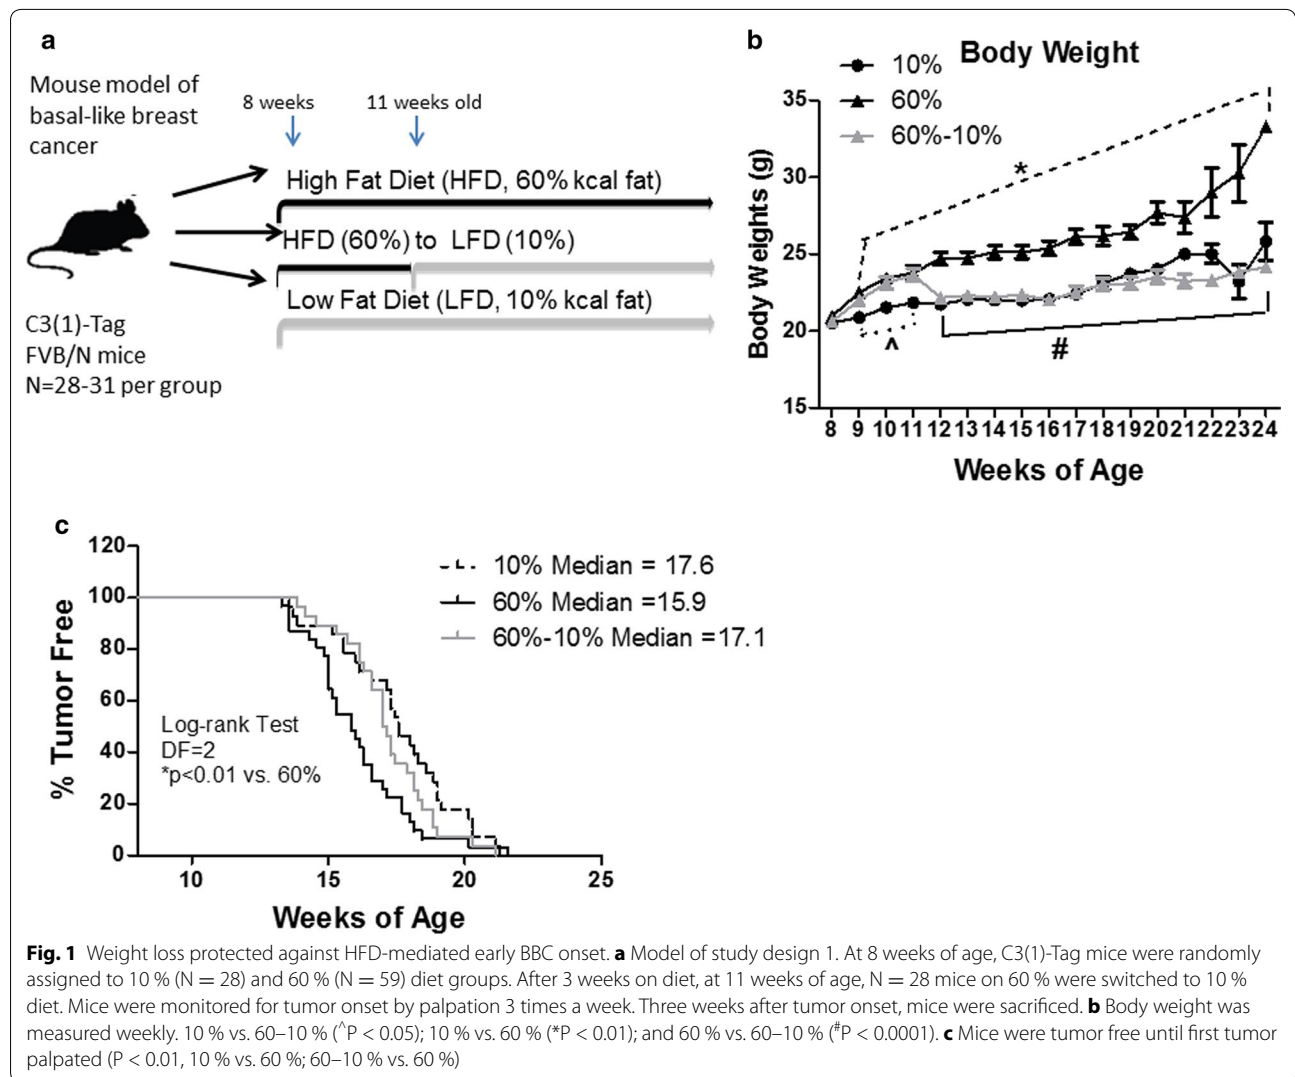 a
Mouse model of
basal-like breast
cancer
8 weeks
11 weeks old
High Fat Diet (HFD, 60% kcal fat)
HFD (60%) to LFD (10%)
Low Fat Diet (LFD, 10% kcal fat)
C3(1)-Tag
FVB/N mice
N=28-31 per group
b
Body Weight
10%
60%
60%-10%
Body Weights (g)
35
30
25
20
15
*
^
#
8 9 10 11 12 13 14 15 16 17 18 19 20 21 22 23 24
Weeks of Age
c
% Tumor Free
120
100
80
60
40
20
0
10% Median = 17.6
60% Median =15.9
60%-10% Median =17.1
Log-rank Test
DF=2
*p<0.01 vs. 60%
10 15 20 25
Weeks of Age
Fig. 1 Weight loss protected against HFD-mediated early BBC onset. a Model of study design 1. At 8 weeks of age, C3(1)-Tag mice were randomly
assigned to 10 % (N = 28) and 60 % (N = 59) diet groups. After 3 weeks on diet, at 11 weeks of age, N = 28 mice on 60 % were switched to 10 %
diet. Mice were monitored for tumor onset by palpation 3 times a week. Three weeks after tumor onset, mice were sacrificed. b Body weight was
measured weekly. 10 % vs. 60–10 % (^P < 0.05); 10 % vs. 60 % (*P < 0.01); and 60 % vs. 60–10 % (#P < 0.0001). c Mice were tumor free until first tumor
palpated (P < 0.01, 10 % vs. 60 %; 60–10 % vs. 60 %)